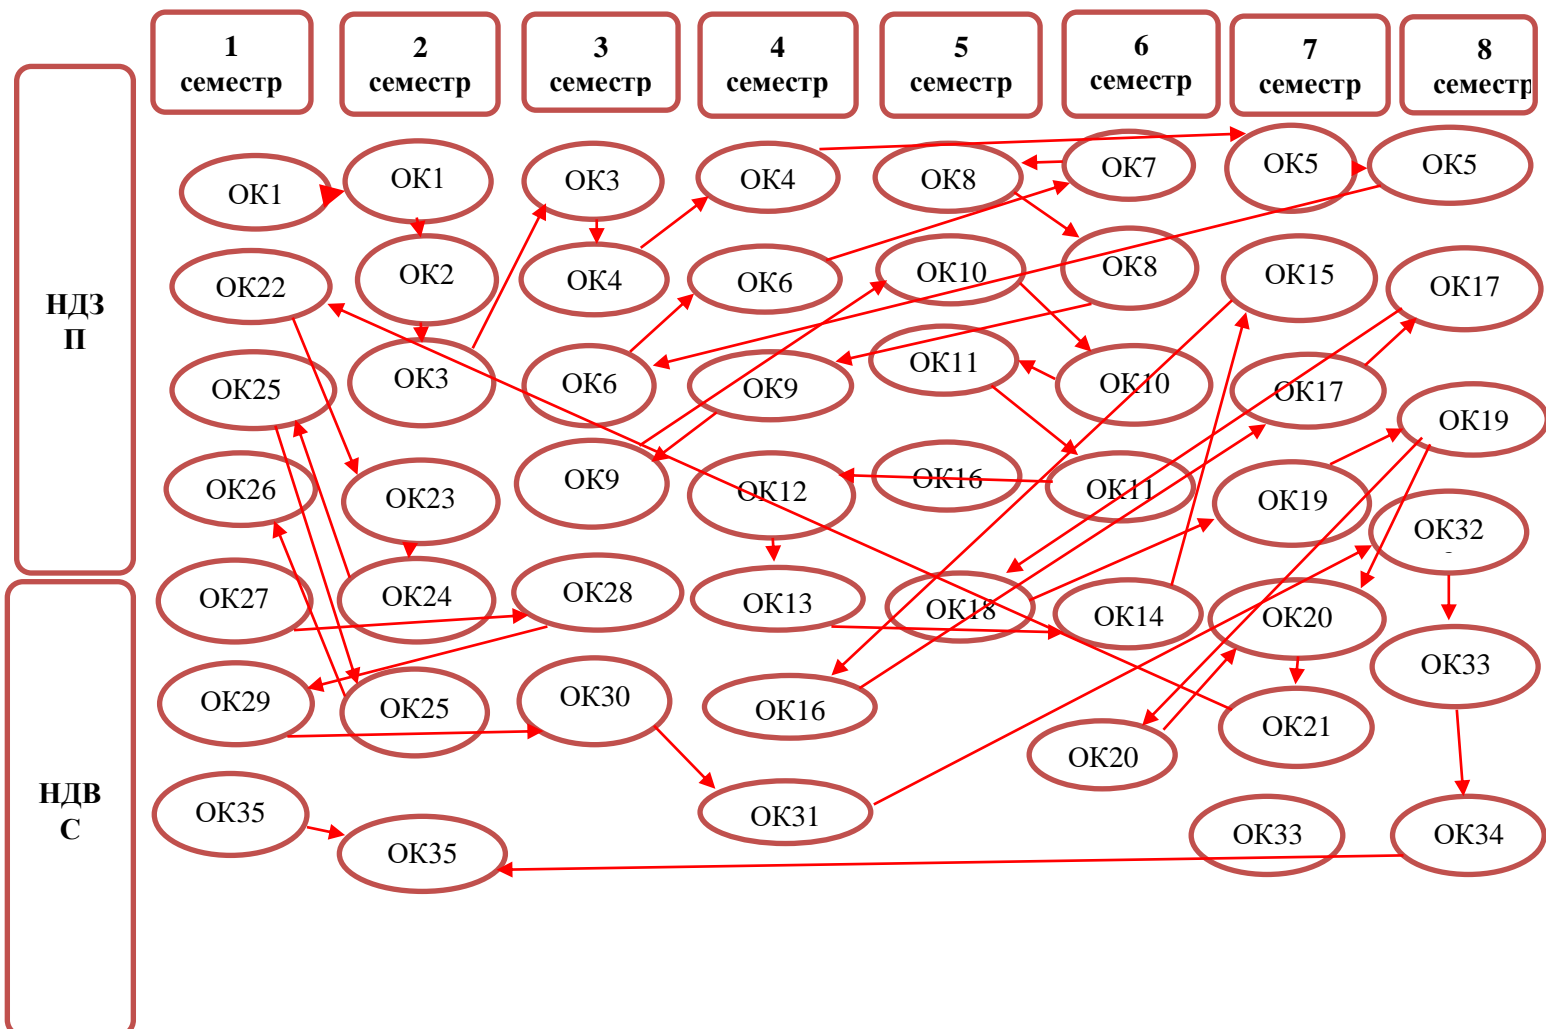 1
семестр
2
семестр
3
семестр
4
семестр
5
семестр
6
семестр
7
семестр
8
семестр
НДЗ
П
НДВ
С
ОК1
ОК1
ОК3
ОК4
ОК8
ОК7
ОК5
ОК5
ОК22
ОК2
ОК4
ОК6
ОК10
ОК8
ОК15
ОК17
ОК25
ОК3
ОК6
ОК9
ОК11
ОК10
ОК17
ОК19
ОК26
ОК23
ОК9
ОК12
ОК16
ОК11
ОК19
ОК32
ОК27
ОК24
ОК28
ОК13
ОК18
ОК14
ОК20
ОК33
ОК29
ОК25
ОК30
ОК16
ОК20
ОК21
ОК35
ОК35
ОК31
ОК33
ОК34